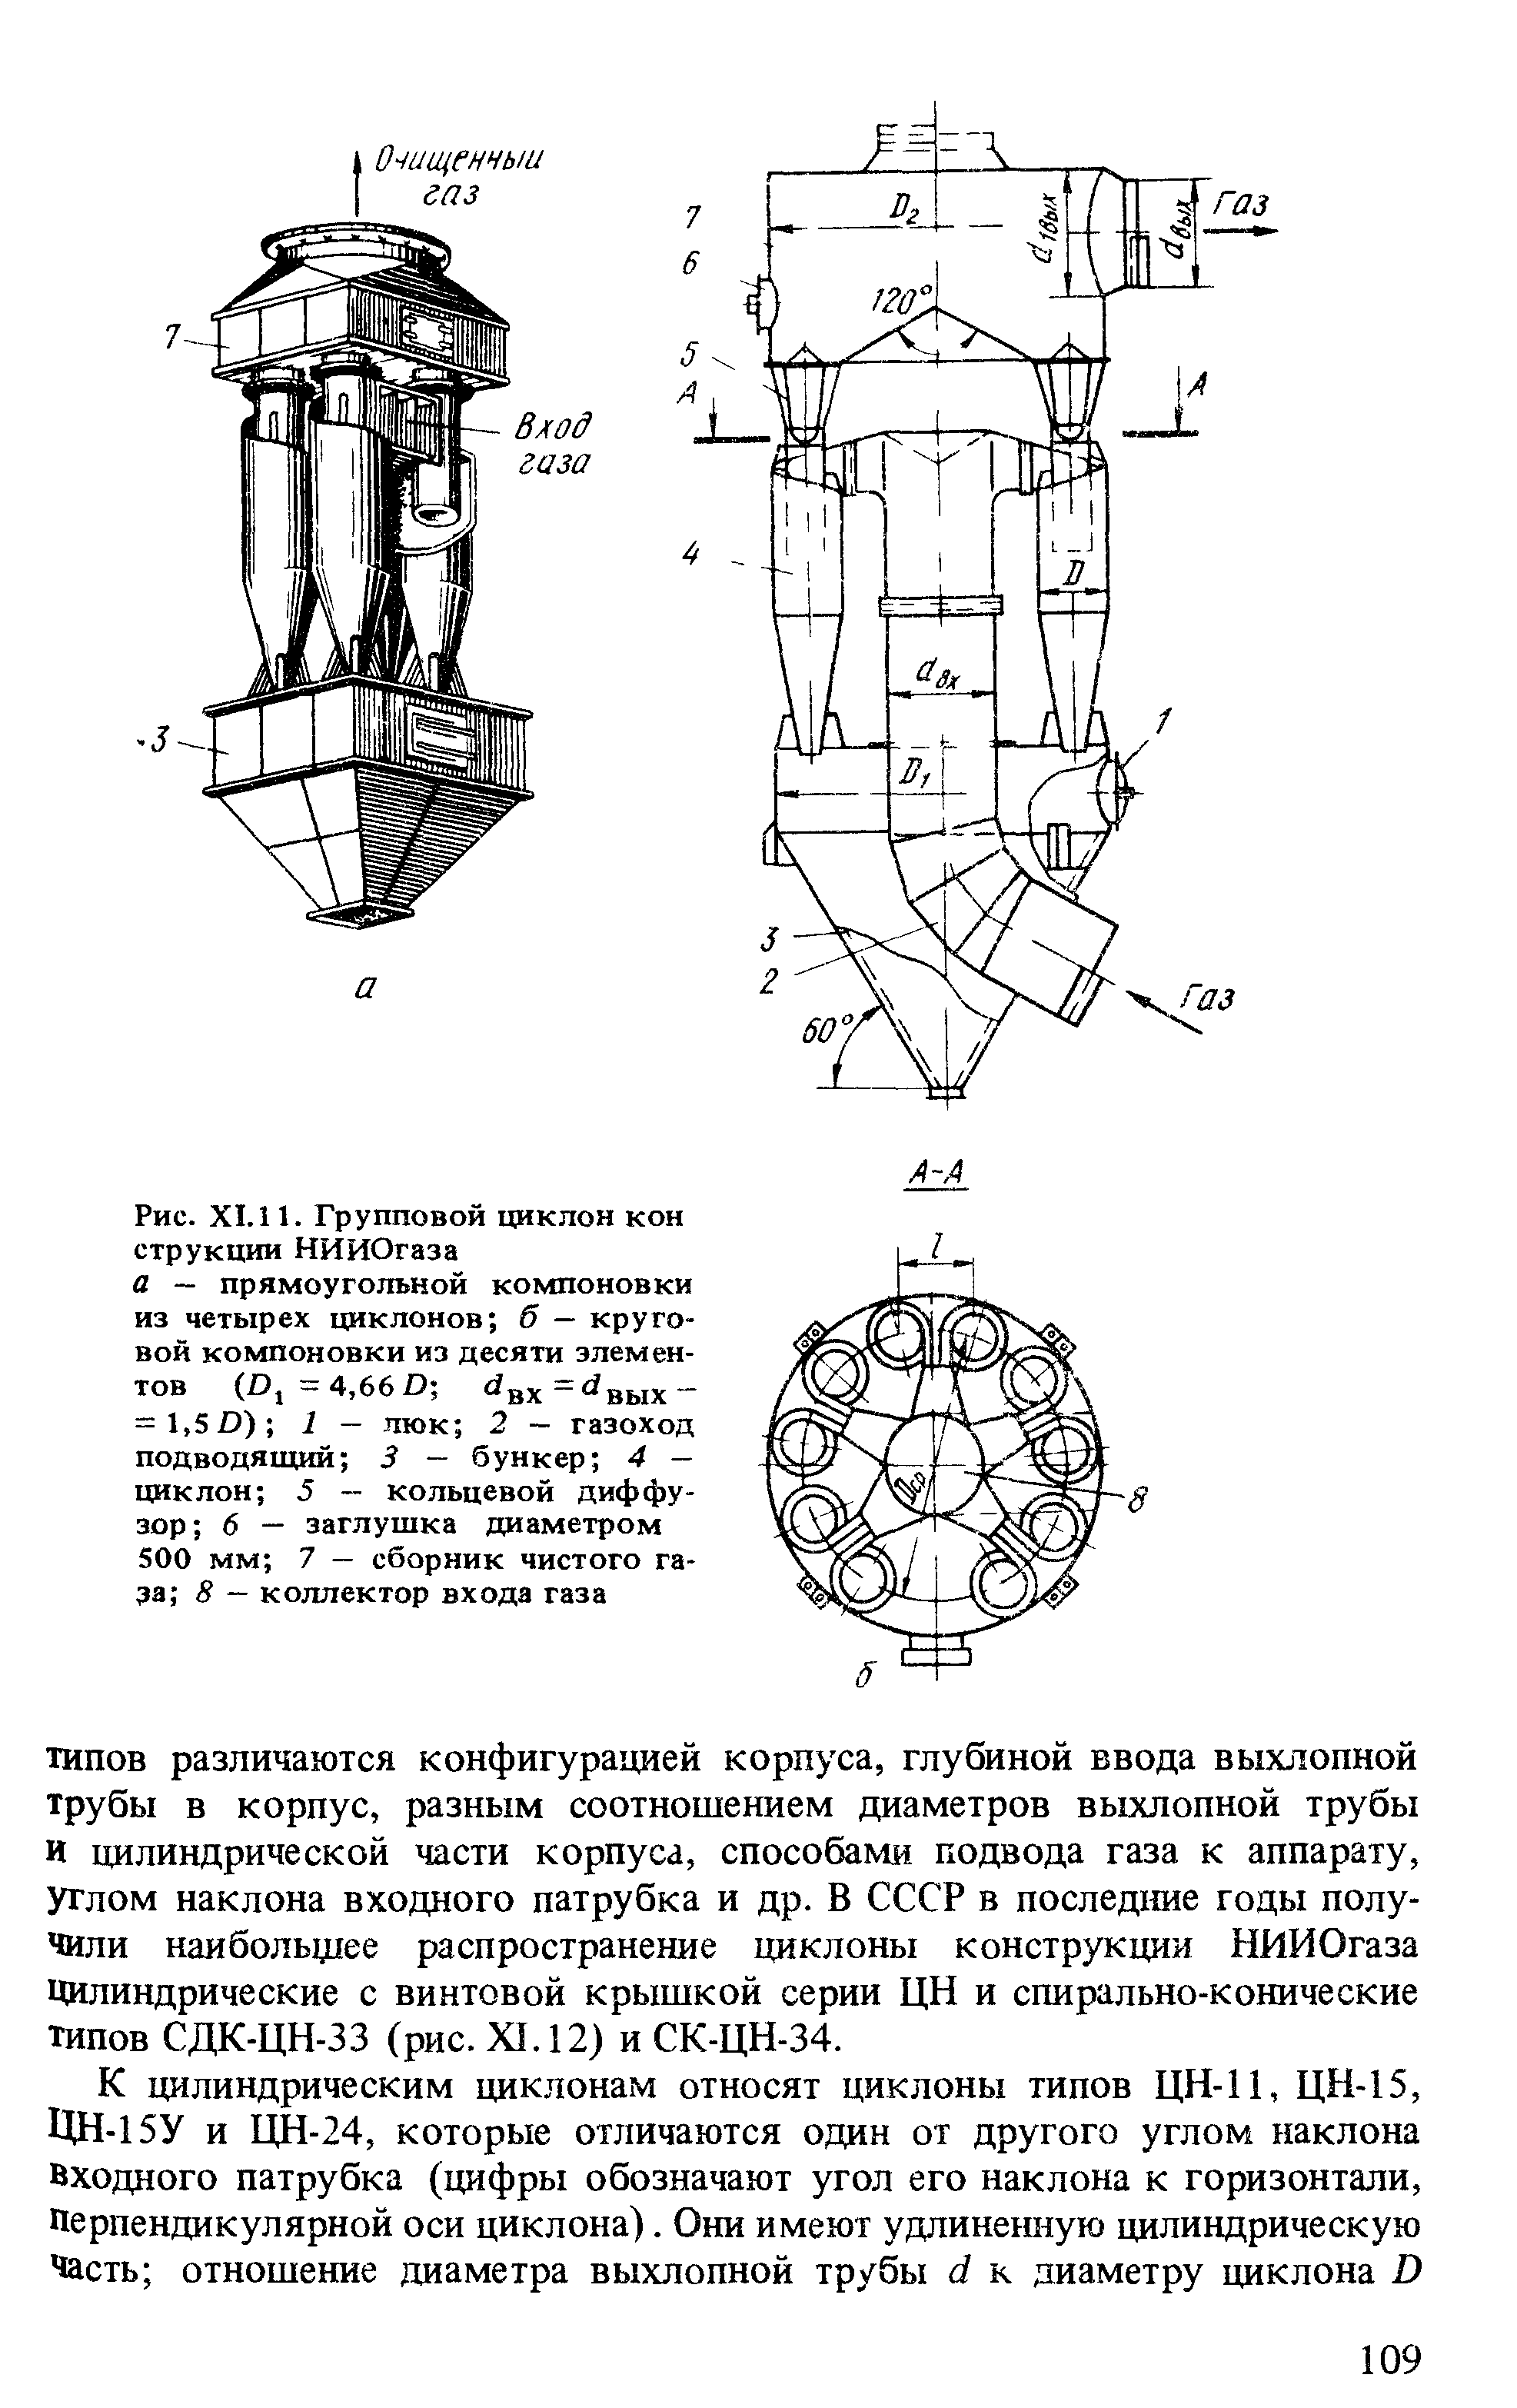 Очищенный
газ
7
Вход
газа
3
а
7
6
5
А
4
D₂
d₁вых
dвых
Газ
120°
А
D
dвх
1
D₁
3
2
60°
Газ
А-А
l
Dср
8
б
Рис. XI.11. Групповой циклон кон
струкции НИИОгаза
а — прямоугольной компоновки
из четырех циклонов; б — круго-
вой компоновки из десяти элемен-
тов (D₁ = 4,66 D; dвх = dвых –
= 1,5 D) ; 1 — люк; 2 — газоход
подводящий; 3 — бункер; 4 —
циклон; 5 — кольцевой диффу-
зор; 6 — заглушка диаметром
500 мм; 7 — сборник чистого га-
за; 8 — коллектор входа газа
типов различаются конфигурацией корпуса, глубиной ввода выхлопной
трубы в корпус, разным соотношением диаметров выхлопной трубы
и цилиндрической части корпуса, способами подвода газа к аппарату,
углом наклона входного патрубка и др. В СССР в последние годы полу-
чили наибольшее распространение циклоны конструкции НИИОгаза
цилиндрические с винтовой крышкой серии ЦН и спирально-конические
типов СДК-ЦН-33 (рис. XI.12) и СК-ЦН-34.
К цилиндрическим циклонам относят циклоны типов ЦН-11, ЦН-15,
ЦН-15У и ЦН-24, которые отличаются один от другого углом наклона
входного патрубка (цифры обозначают угол его наклона к горизонтали,
перпендикулярной оси циклона) . Они имеют удлиненную цилиндрическую
часть; отношение диаметра выхлопной трубы d к диаметру циклона D
109